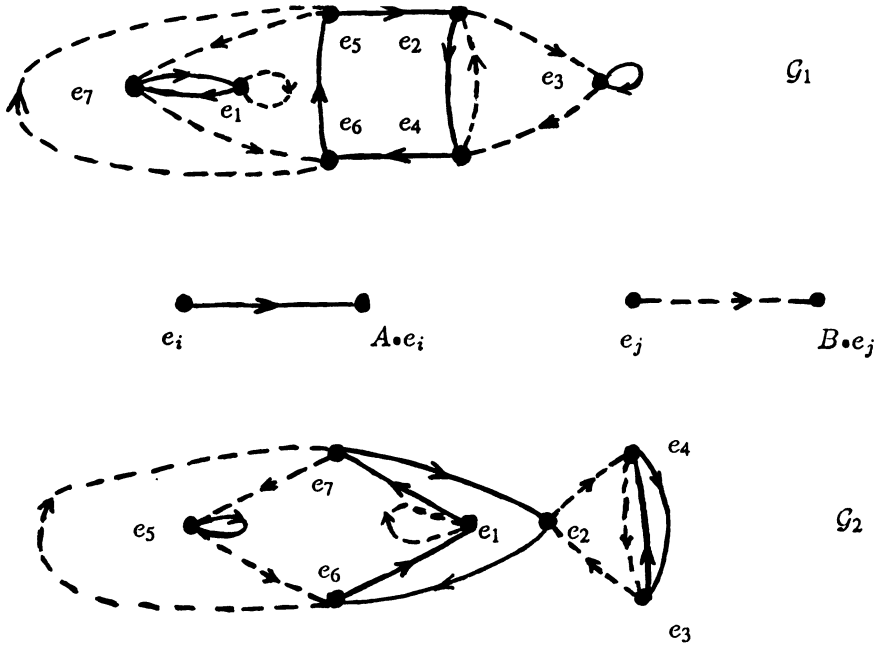 e₅ e₂
e₃
𝒢₁
e₇
e₁
e₆ e₄
eᵢ A•eᵢ eⱼ B•eⱼ
e₄
e₇
e₅ e₁ e₂ 𝒢₂
e₆
e₃